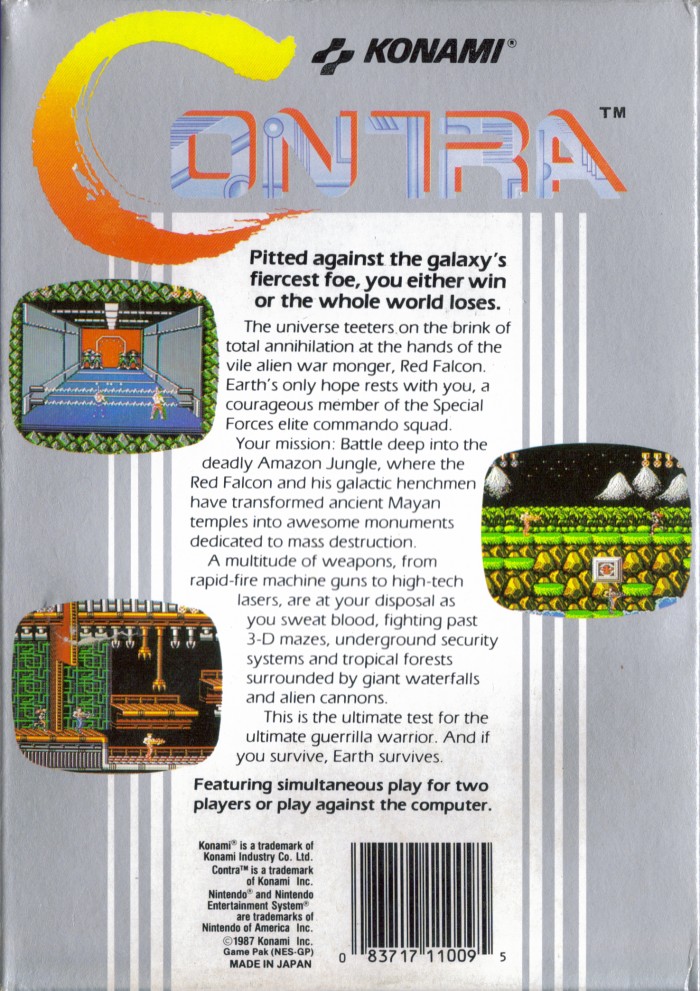 KONAMI®
CONTRA™
Pitted against the galaxy's
fiercest foe, you either win
or the whole world loses.
The universe teeters on the brink of
total annihilation at the hands of the
vile alien war monger, Red Falcon.
Earth's only hope rests with you, a
courageous member of the Special
Forces elite commando squad.
Your mission: Battle deep into the
deadly Amazon Jungle, where the
Red Falcon and his galactic henchmen
have transformed ancient Mayan
temples into awesome monuments
dedicated to mass destruction.
A multitude of weapons, from
rapid-fire machine guns to high-tech
lasers, are at your disposal as
you sweat blood, fighting past
3-D mazes, underground security
systems and tropical forests
surrounded by giant waterfalls
and alien cannons.
This is the ultimate test for the
ultimate guerrilla warrior. And if
you survive, Earth survives.
Featuring simultaneous play for two
players or play against the computer.
Konami® is a trademark of
Konami Industry Co. Ltd.
Contra™ is a trademark
of Konami Inc.
Nintendo® and Nintendo
Entertainment System®
are trademarks of
Nintendo of America Inc.
©1987 Konami Inc.
Game Pak (NES-GP)
MADE IN JAPAN
0 83717 11009 5